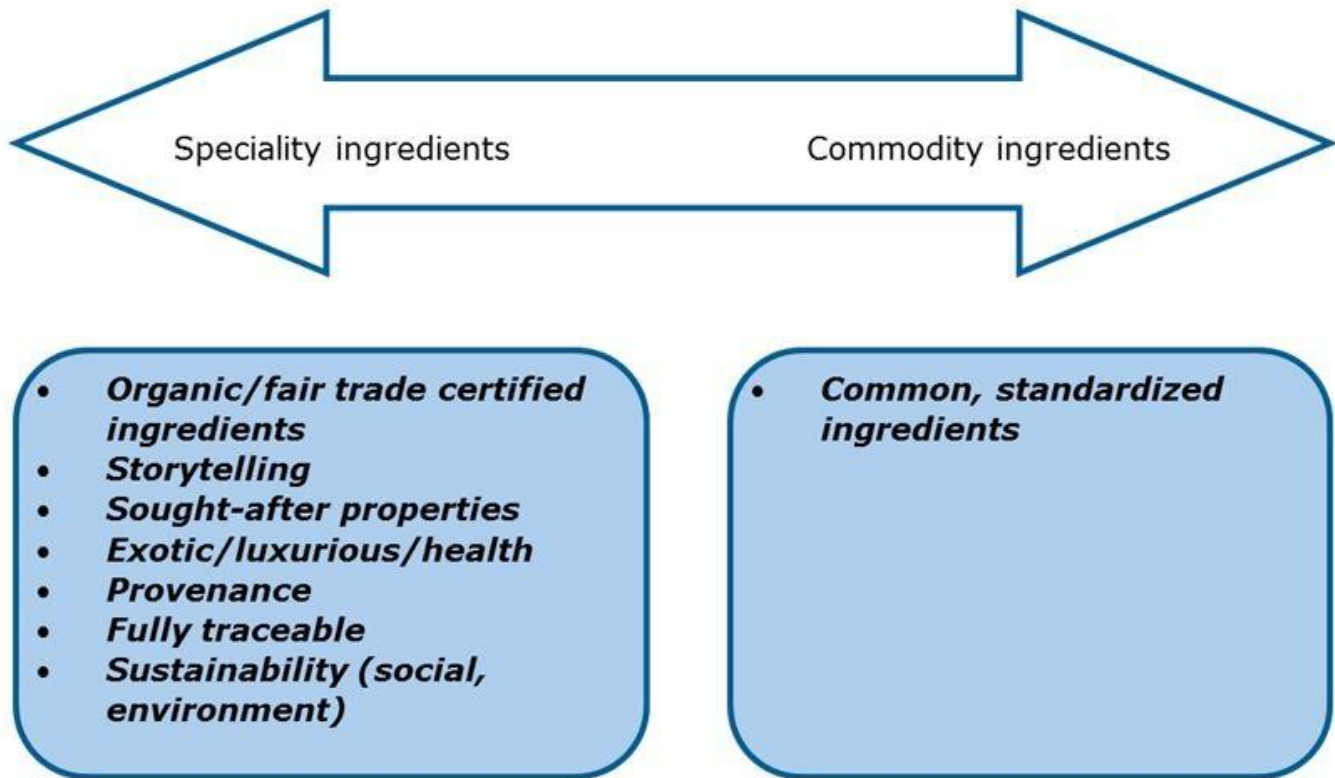 Speciality ingredients
Commodity ingredients
• Organic/fair trade certified
ingredients
• Storytelling
• Sought-after properties
• Exotic/luxurious/health
• Provenance
• Fully traceable
• Sustainability (social,
environment)
• Common, standardized
ingredients